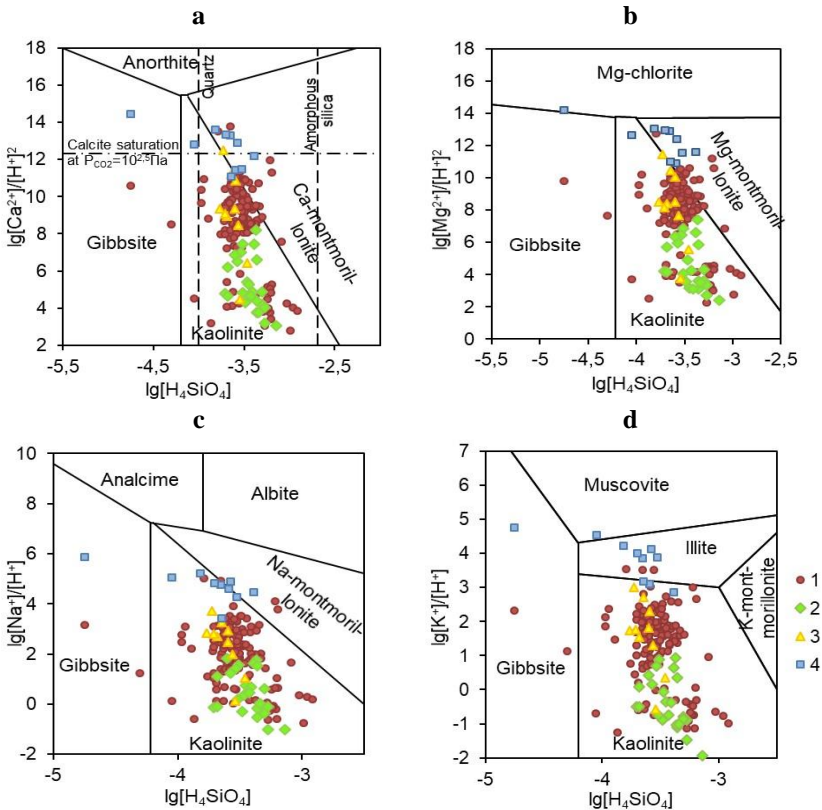 a
lg[Ca²⁺]/[H⁺]²
18
16
14
12
10
8
6
4
2
Anorthite
Quartz
Amorphous
silica
Calcite saturation
at P_CO2=10^2,5Па
Gibbsite
Ca-montmoril-
lonite
Kaolinite
-5,5
-4,5
-3,5
-2,5
lg[H₄SiO₄]
b
lg[Mg²⁺]/[H⁺]²
18
16
14
12
10
8
6
4
2
0
Mg-chlorite
Mg-montmoril-
lonite
Gibbsite
Kaolinite
-5,5
-5
-4,5
-4
-3,5
-3
-2,5
lg[H₄SiO₄]
c
lg[Na⁺]/[H⁺]
10
8
6
4
2
0
-2
Analcime
Albite
Na-montmoril-
lonite
Gibbsite
Kaolinite
-5
-4
-3
lg[H₄SiO₄]
d
lg[K⁺]/[H⁺]
7
6
5
4
3
2
1
0
-1
-2
Muscovite
Illite
K-mont-
morillonite
Gibbsite
Kaolinite
-5
-4
-3
lg[H₄SiO₄]
1
2
3
4